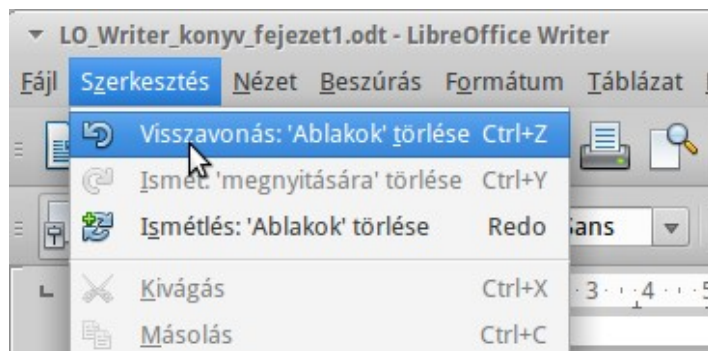 LO_Writer_konyv_fejezet1.odt - LibreOffice Writer
Fájl Szerkesztés Nézet Beszúrás Formátum Táblázat
Visszavonás: 'Ablakok' törlése Ctrl+Z
Ismét: 'megnyitására' törlése Ctrl+Y
Ismétlés: 'Ablakok' törlése Redo
Sans
Kivágás Ctrl+X
3 4 5
Másolás Ctrl+C